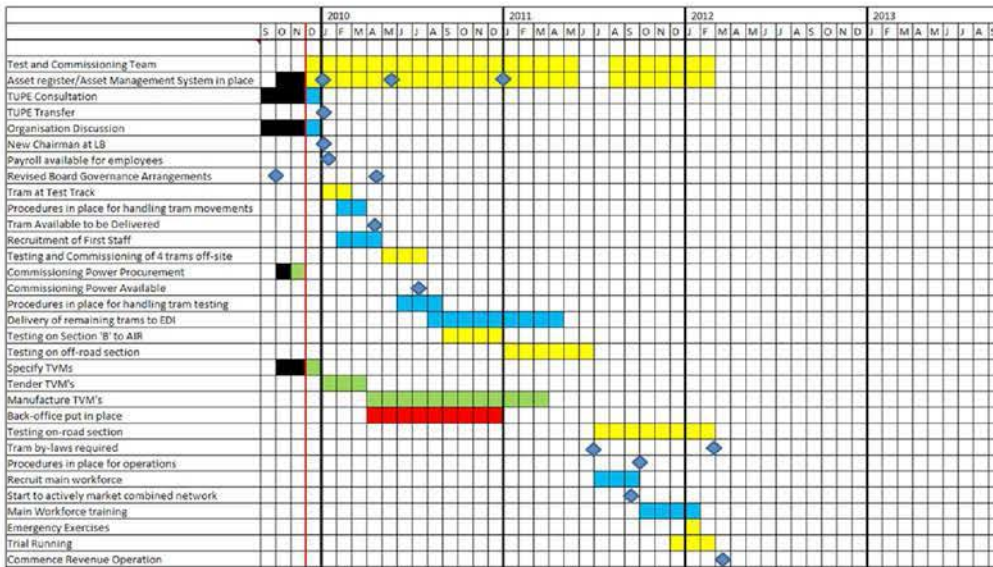 2010 2011 2012 2013
S O N D J F M A M J J A S O N D J F M A M J J A S O N D J F M A M J J A S O N D J F M A M J J A S
Test and Commissioning Team
Asset register/Asset Management System in place
TUPE Consultation
TUPE Transfer
Organisation Discussion
New Chairman at LB
Payroll available for employees
Revised Board Governance Arrangements
Tram at Test Track
Procedures in place for handling tram movements
Tram Available to be Delivered
Recruitment of First Staff
Testing and Commissioning of 4 trams off-site
Commissioning Power Procurement
Commissioning Power Available
Procedures in place for handling tram testing
Delivery of remaining trams to EDI
Testing on Section 'B' to AIR
Testing on off-road section
Specify TVMs
Tender TVM's
Manufacture TVM's
Back-office put in place
Testing on-road section
Tram by-laws required
Procedures in place for operations
Recruit main workforce
Start to actively market combined network
Main Workforce training
Emergency Exercises
Trial Running
Commence Revenue Operation